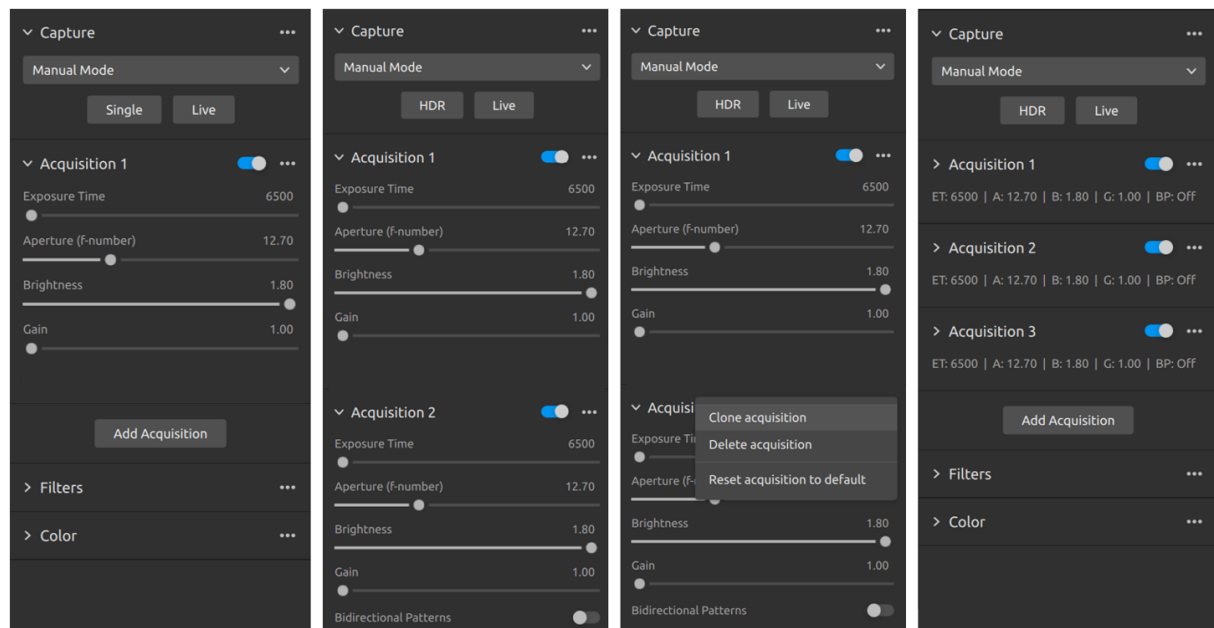 Capture
Manual Mode
Single Live
Acquisition 1
Exposure Time 6500
Aperture (f-number) 12.70
Brightness 1.80
Gain 1.00
Add Acquisition
Filters
Color
Capture
Manual Mode
HDR Live
Acquisition 1
Exposure Time 6500
Aperture (f-number) 12.70
Brightness 1.80
Gain 1.00
Acquisition 2
Exposure Time 6500
Aperture (f-number) 12.70
Brightness 1.80
Gain 1.00
Bidirectional Patterns
Capture
Manual Mode
HDR Live
Acquisition 1
Exposure Time 6500
Aperture (f-number) 12.70
Brightness 1.80
Gain 1.00
Acquisi
Clone acquisition
Exposure Ti
Delete acquisition
Aperture (f-
Reset acquisition to default
Brightness 1.80
Gain 1.00
Bidirectional Patterns
Capture
Manual Mode
HDR Live
Acquisition 1
ET: 6500 | A: 12.70 | B: 1.80 | G: 1.00 | BP: Off
Acquisition 2
ET: 6500 | A: 12.70 | B: 1.80 | G: 1.00 | BP: Off
Acquisition 3
ET: 6500 | A: 12.70 | B: 1.80 | G: 1.00 | BP: Off
Add Acquisition
Filters
Color